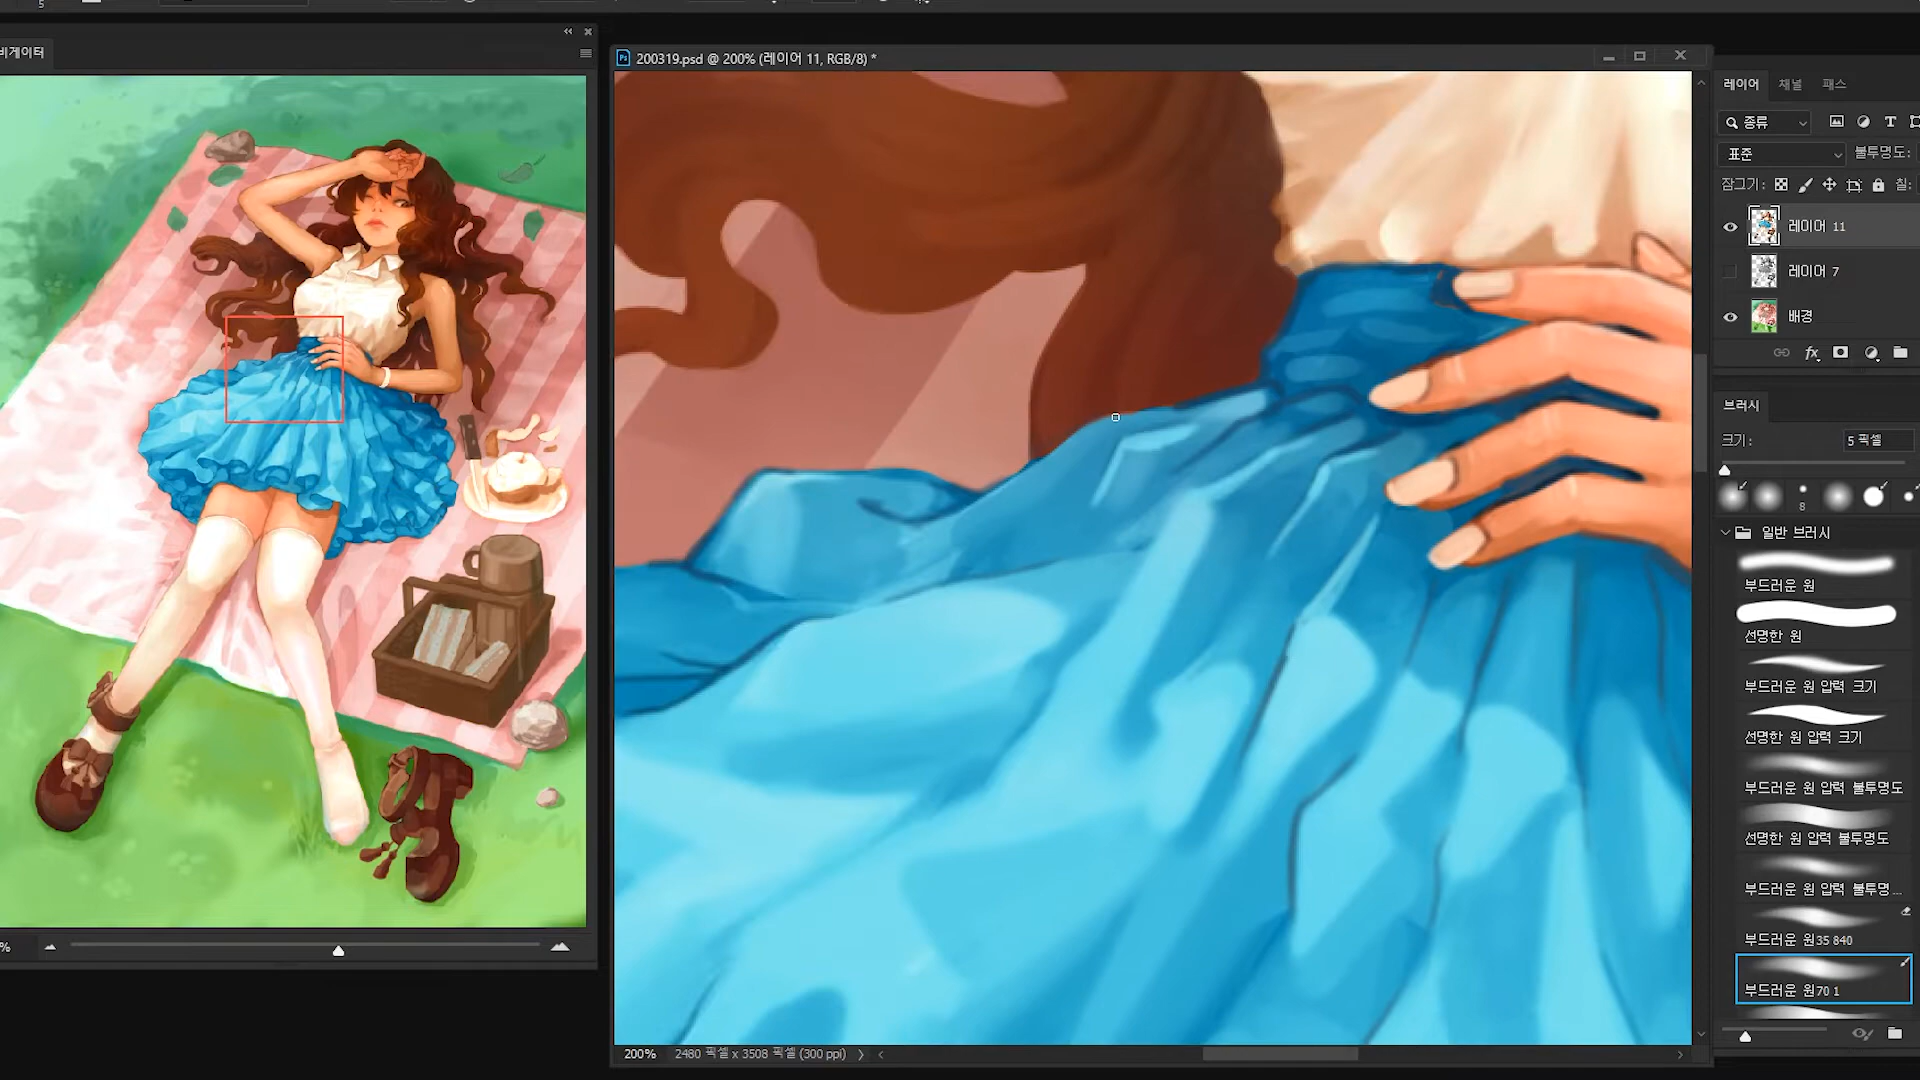 5
비게이터
200319.psd @ 200% (레이어 11, RGB/8) *
레이어 채널 패스
종류
표준 불투명도:
잠그기: 칠:
레이어 11
레이어 7
배경
fx
브러시
크기: 5 픽셀
8
일반 브러시
부드러운 원
선명한 원
부드러운 원 압력 크기
선명한 원 압력 크기
부드러운 원 압력 불투명도
선명한 원 압력 불투명도
부드러운 원 압력 불투명...
부드러운 원35 840
부드러운 원70 1
%
200% 2480 픽셀 x 3508 픽셀 (300 ppi)